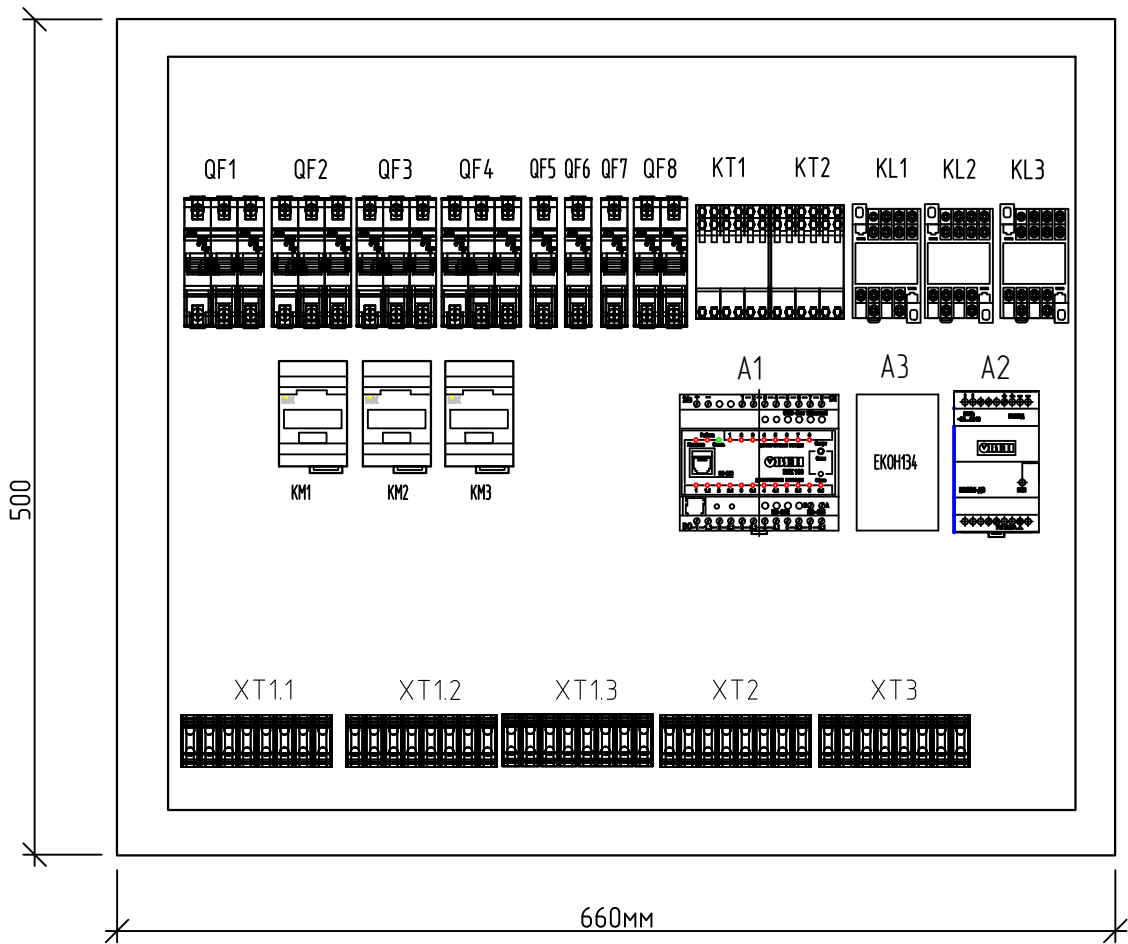 QF1 QF2 QF3 QF4 QF5 QF6 QF7 QF8 KT1 KT2 KL1 KL2 KL3
A1 A3 A2
ЕКОН134
KM1 KM2 KM3
500
XT1.1 XT1.2 XT1.3 XT2 XT3
660мм